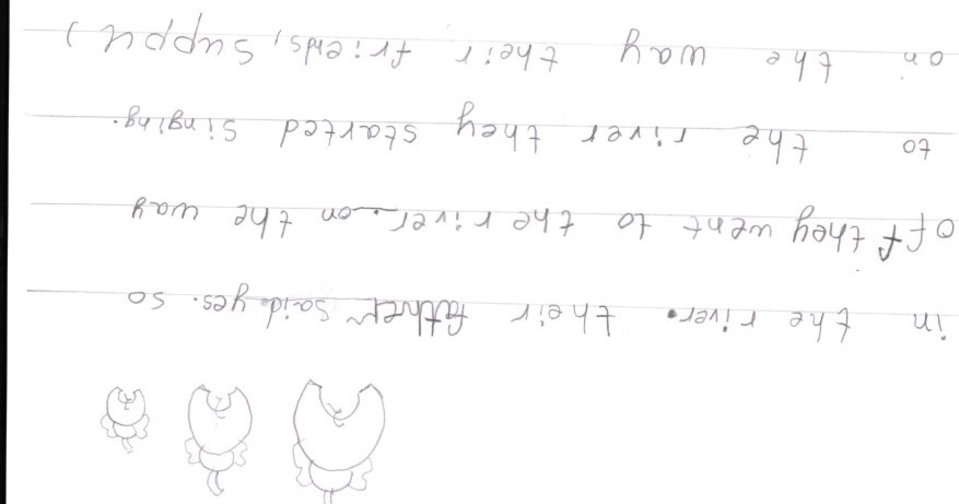 in the river. their father said yes. so
off they went to the river. on the way
to the river they started singing.
on the way their friends, Suppu )